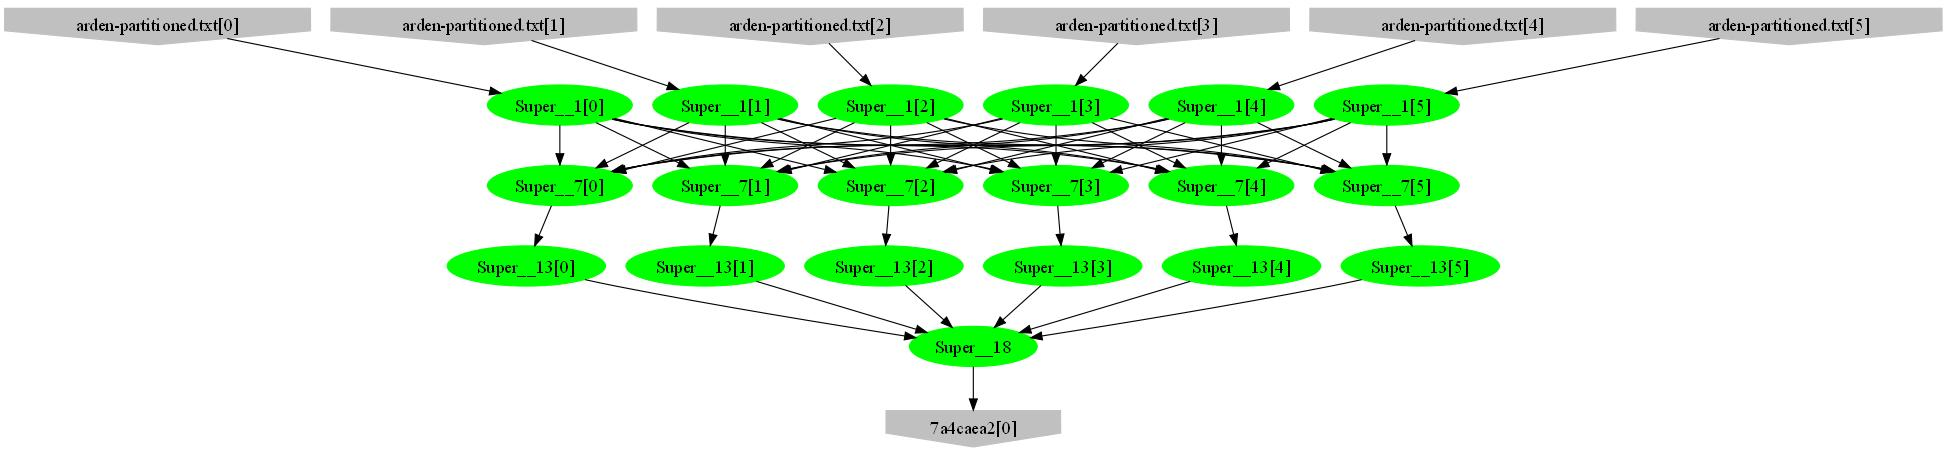 arden-partitioned.txt[0] arden-partitioned.txt[1] arden-partitioned.txt[2] arden-partitioned.txt[3] arden-partitioned.txt[4] arden-partitioned.txt[5]
Super__1[0] Super__1[1] Super__1[2] Super__1[3] Super__1[4] Super__1[5]
Super__7[0] Super__7[1] Super__7[2] Super__7[3] Super__7[4] Super__7[5]
Super__13[0] Super__13[1] Super__13[2] Super__13[3] Super__13[4] Super__13[5]
Super__18
7a4caea2[0]